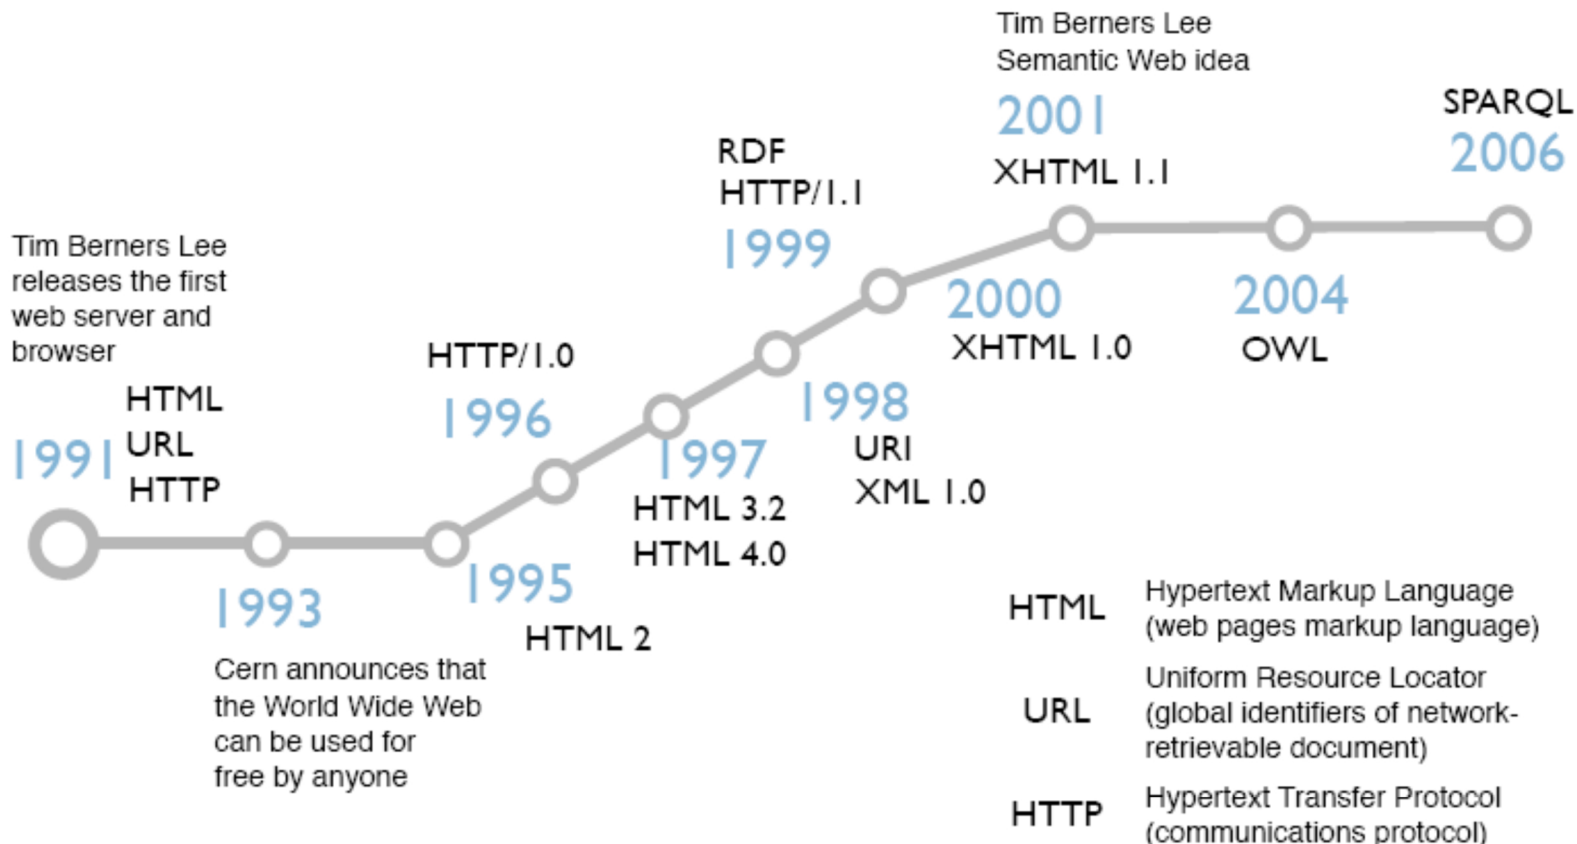 Tim Berners Lee
releases the first
web server and
browser
1991
HTML
URL
HTTP
1993
Cern announces that
the World Wide Web
can be used for
free by anyone
1995
HTML 2
HTTP/1.0
1996
1997
HTML 3.2
HTML 4.0
1998
URI
XML 1.0
RDF
HTTP/1.1
1999
2000
XHTML 1.0
Tim Berners Lee
Semantic Web idea
2001
XHTML 1.1
2004
OWL
SPARQL
2006
HTML
Hypertext Markup Language
(web pages markup language)
URL
Uniform Resource Locator
(global identifiers of network-
retrievable document)
HTTP
Hypertext Transfer Protocol
(communications protocol)